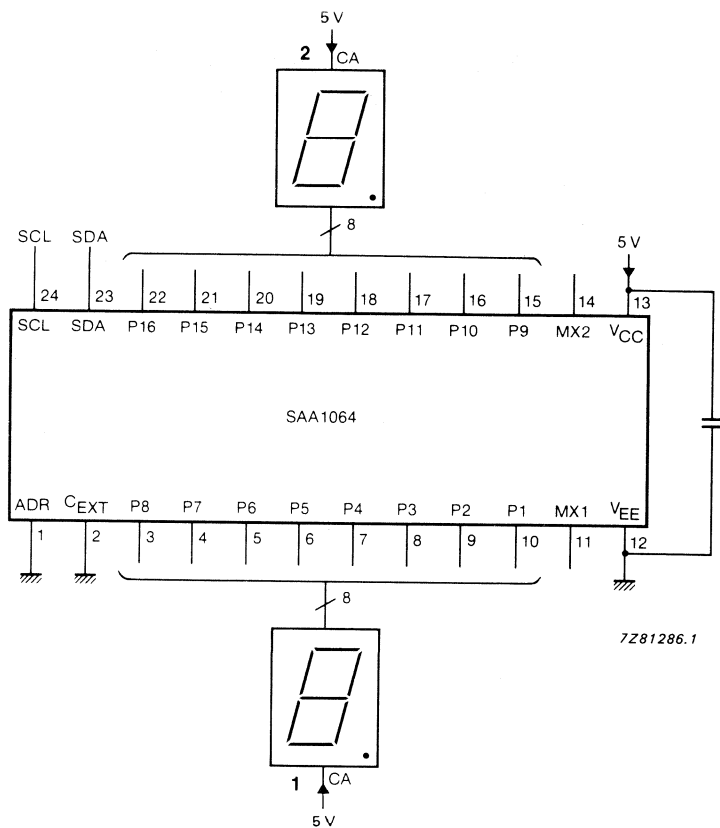 5 V
2 CA
8
SCL SDA
5 V
24 23 22 21 20 19 18 17 16 15 14 13
SCL SDA P16 P15 P14 P13 P12 P11 P10 P9 MX2 VCC
SAA1064
ADR CEXT P8 P7 P6 P5 P4 P3 P2 P1 MX1 VEE
1 2 3 4 5 6 7 8 9 10 11 12
8
7Z81286.1
1 CA
5 V